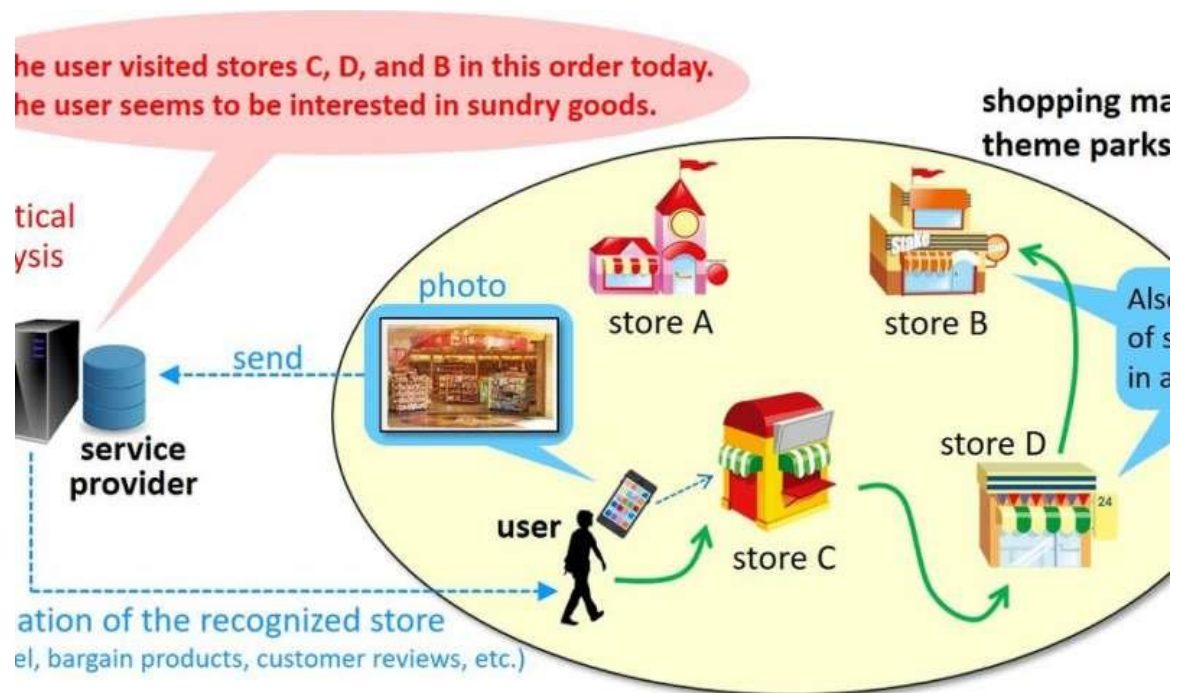 he user visited stores C, D, and B in this order today.
he user seems to be interested in sundry goods.
shopping ma
theme parks
tical
ysis
photo
send
service
provider
user
store A
Stake
store B
Also
of s
in a
store C
store D
24
ation of the recognized store
el, bargain products, customer reviews, etc.)